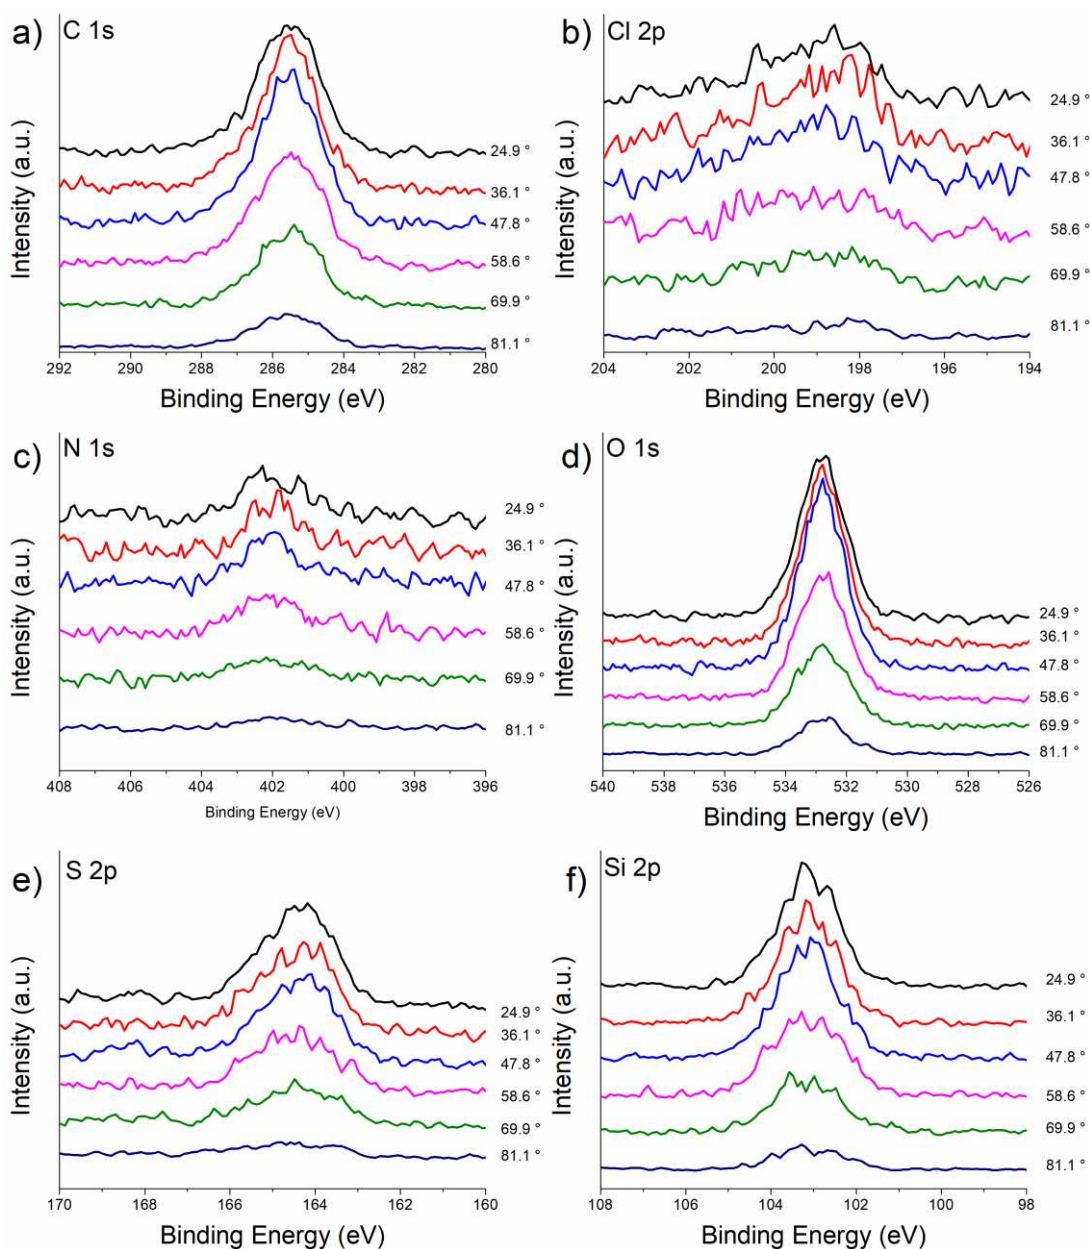 a) C 1s
Intensity (a.u.)
24.9 °
36.1 °
47.8 °
58.6 °
69.9 °
81.1 °
292 290 288 286 284 282 280
Binding Energy (eV)
b) Cl 2p
Intensity (a.u.)
24.9 °
36.1 °
47.8 °
58.6 °
69.9 °
81.1 °
204 202 200 198 196 194
Binding Energy (eV)
c) N 1s
Intensity (a.u.)
24.9 °
36.1 °
47.8 °
58.6 °
69.9 °
81.1 °
408 406 404 402 400 398 396
Binding Energy (eV)
d) O 1s
Intensity (a.u.)
24.9 °
36.1 °
47.8 °
58.6 °
69.9 °
81.1 °
540 538 536 534 532 530 528 526
Binding Energy (eV)
e) S 2p
Intensity (a.u.)
24.9 °
36.1 °
47.8 °
58.6 °
69.9 °
81.1 °
170 168 166 164 162 160
Binding Energy (eV)
f) Si 2p
Intensity (a.u.)
24.9 °
36.1 °
47.8 °
58.6 °
69.9 °
81.1 °
108 106 104 102 100 98
Binding Energy (eV)